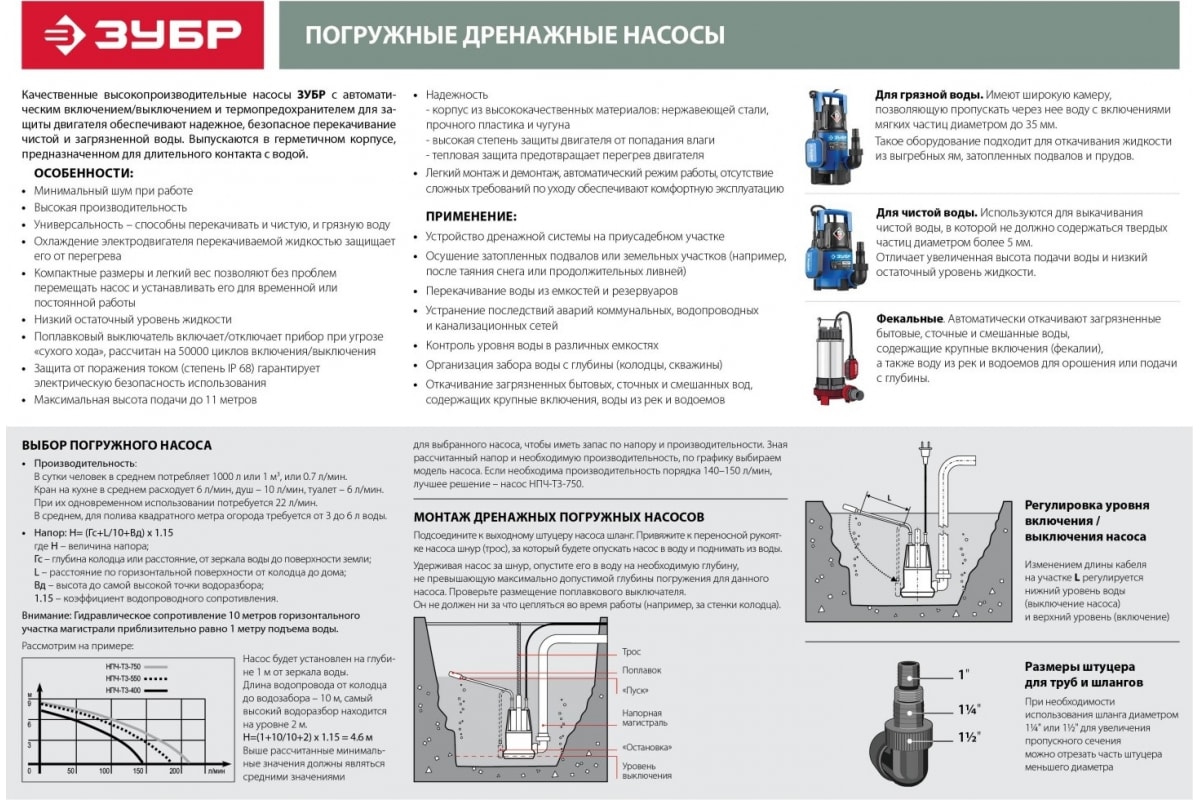 ЗУБР
ПОГРУЖНЫЕ ДРЕНАЖНЫЕ НАСОСЫ
Качественные высокопроизводительные насосы ЗУБР с автомати-
ческим включением/выключением и термопредохранителем для за-
щиты двигателя обеспечивают надежное, безопасное перекачивание
чистой и загрязненной воды. Выпускаются в герметичном корпусе,
предназначенном для длительного контакта с водой.
ОСОБЕННОСТИ:
• Минимальный шум при работе
• Высокая производительность
• Универсальность – способны перекачивать и чистую, и грязную воду
• Охлаждение электродвигателя перекачиваемой жидкостью защищает
его от перегрева
• Компактные размеры и легкий вес позволяют без проблем
перемещать насос и устанавливать его для временной или
постоянной работы
• Низкий остаточный уровень жидкости
• Поплавковый выключатель включает/отключает прибор при угрозе
«сухого хода», рассчитан на 50000 циклов включения/выключения
• Защита от поражения током (степень IP 68) гарантирует
электрическую безопасность использования
• Максимальная высота подачи до 11 метров
• Надежность
- корпус из высококачественных материалов: нержавеющей стали,
прочного пластика и чугуна
- высокая степень защиты двигателя от попадания влаги
- тепловая защита предотвращает перегрев двигателя
• Легкий монтаж и демонтаж, автоматический режим работы, отсутствие
сложных требований по уходу обеспечивают комфортную эксплуатацию
ПРИМЕНЕНИЕ:
• Устройство дренажной системы на приусадебном участке
• Осушение затопленных подвалов или земельных участков (например,
после таяния снега или продолжительных ливней)
• Перекачивание воды из емкостей и резервуаров
• Устранение последствий аварий коммунальных, водопроводных
и канализационных сетей
• Контроль уровня воды в различных емкостях
• Организация забора воды с глубины (колодцы, скважины)
• Откачивание загрязненных бытовых, сточных и смешанных вод,
содержащих крупные включения, воды из рек и водоемов
Для грязной воды. Имеют широкую камеру,
позволяющую пропускать через нее воду с включениями
мягких частиц диаметром до 35 мм.
Такое оборудование подходит для откачивания жидкости
из выгребных ям, затопленных подвалов и прудов.
Для чистой воды. Используются для выкачивания
чистой воды, в которой не должно содержаться твердых
частиц диаметром более 5 мм.
Отличает увеличенная высота подачи воды и низкий
остаточный уровень жидкости.
Фекальные. Автоматически откачивают загрязненные
бытовые, сточные и смешанные воды,
содержащие крупные включения (фекалии),
а также воду из рек и водоемов для орошения или подачи
с глубины.
ВЫБОР ПОГРУЖНОГО НАСОСА
• Производительность:
В сутки человек в среднем потребляет 1000 л или 1 м³, или 0.7 л/мин.
Кран на кухне в среднем расходует 6 л/мин, душ – 10 л/мин, туалет – 6 л/мин.
При их одновременном использовании потребуется 22 л/мин.
В среднем, для полива квадратного метра огорода требуется от 3 до 6 л воды.
• Напор: H= (Гс+L/10+Вд) x 1.15
где H – величина напора;
Гс – глубина колодца или расстояние, от зеркала воды до поверхности земли;
L – расстояние по горизонтальной поверхности от колодца до дома;
Вд – высота до самой высокой точки водоразбора;
1.15 – коэффициент водопроводного сопротивления.
Внимание: Гидравлическое сопротивление 10 метров горизонтального
участка магистрали приблизительно равно 1 метру подъема воды.
Рассмотрим на примере:
НПЧ-Т3-750
НПЧ-Т3-550
НПЧ-Т3-400
м
9
6
3
0 50 100 150 200 л/мин
Насос будет установлен на глуби-
не 1 м от зеркала воды.
Длина водопровода от колодца
до водозабора – 10 м, самый
высокий водоразбор находится
на уровне 2 м.
H=(1+10/10+2) x 1.15 = 4.6 м
Выше рассчитанные минималь-
ные значения должны являться
средними значениями
для выбранного насоса, чтобы иметь запас по напору и производительности. Зная
рассчитанный напор и необходимую производительность, по графику выбираем
модель насоса. Если необходима производительность порядка 140–150 л/мин,
лучшее решение – насос НПЧ-Т3-750.
МОНТАЖ ДРЕНАЖНЫХ ПОГРУЖНЫХ НАСОСОВ
Подсоедините к выходному штуцеру насоса шланг. Привяжите к переносной рукоят-
ке насоса шнур (трос), за который будете опускать насос в воду и поднимать из воды.
Удерживая насос за шнур, опустите его в воду на необходимую глубину,
не превышающую максимально допустимой глубины погружения для данного
насоса. Проверьте размещение поплавкового выключателя.
Он не должен ни за что цепляться во время работы (например, за стенки колодца).
Трос
Поплавок
«Пуск»
Напорная
магистраль
«Остановка»
Уровень
выключения
L
Регулировка уровня
включения /
выключения насоса
Изменением длины кабеля
на участке L регулируется
нижний уровень воды
(выключение насоса)
и верхний уровень (включение)
1"
1¼"
1½"
Размеры штуцера
для труб и шлангов
При необходимости
использования шланга диаметром
1¼" или 1½" для увеличения
пропускного сечения
можно отрезать часть штуцера
меньшего диаметра